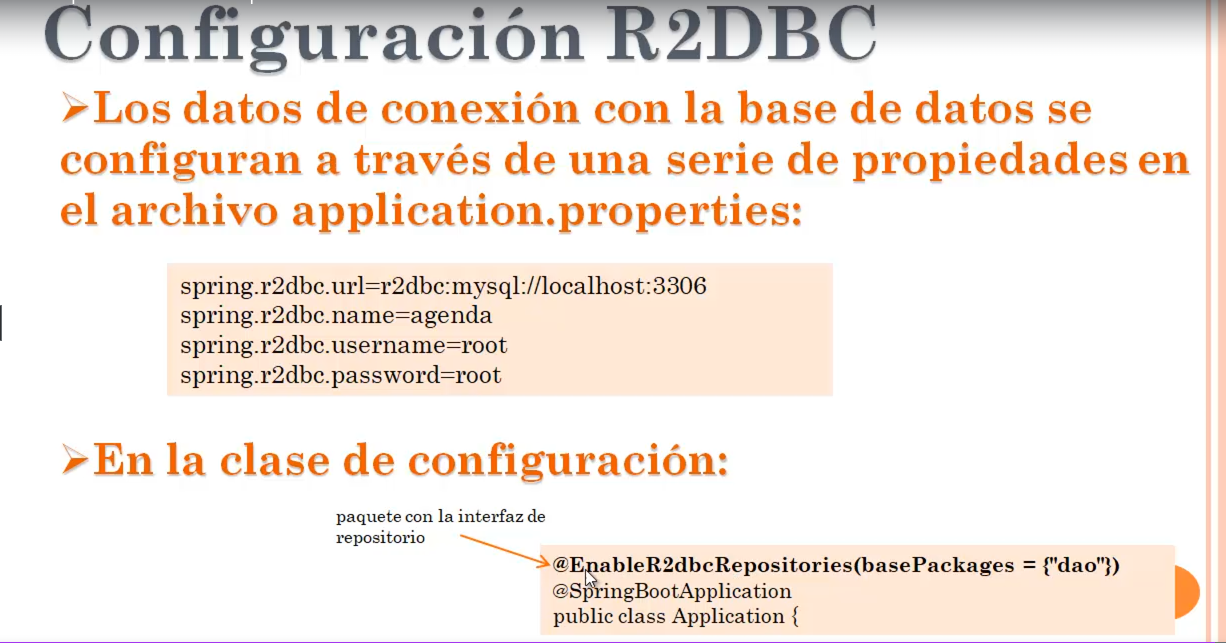 Configuración R2DBC
➢Los datos de conexión con la base de datos se
configuran a través de una serie de propiedades en
el archivo application.properties:
spring.r2dbc.url=r2dbc:mysql://localhost:3306
spring.r2dbc.name=agenda
spring.r2dbc.username=root
spring.r2dbc.password=root
➢En la clase de configuración:
paquete con la interfaz de
repositorio
@EnableR2dbcRepositories(basePackages = {"dao"})
@SpringBootApplication
public class Application {